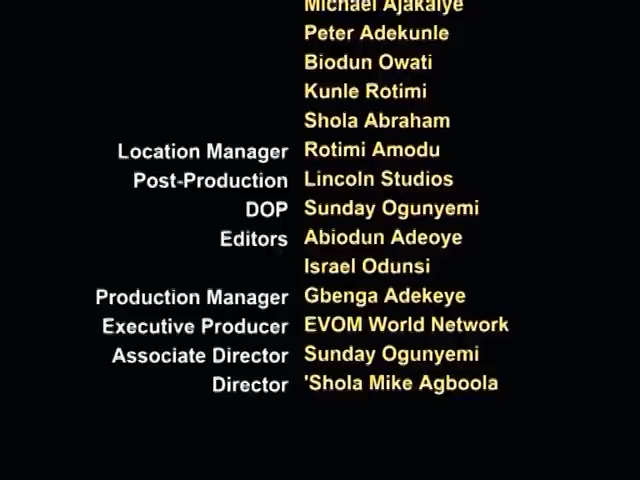 Michael Ajakaiye
Peter Adekunle
Biodun Owati
Kunle Rotimi
Shola Abraham
Location Manager Rotimi Amodu
Post-Production Lincoln Studios
DOP Sunday Ogunyemi
Editors Abiodun Adeoye
Israel Odunsi
Production Manager Gbenga Adekeye
Executive Producer EVOM World Network
Associate Director Sunday Ogunyemi
Director 'Shola Mike Agboola